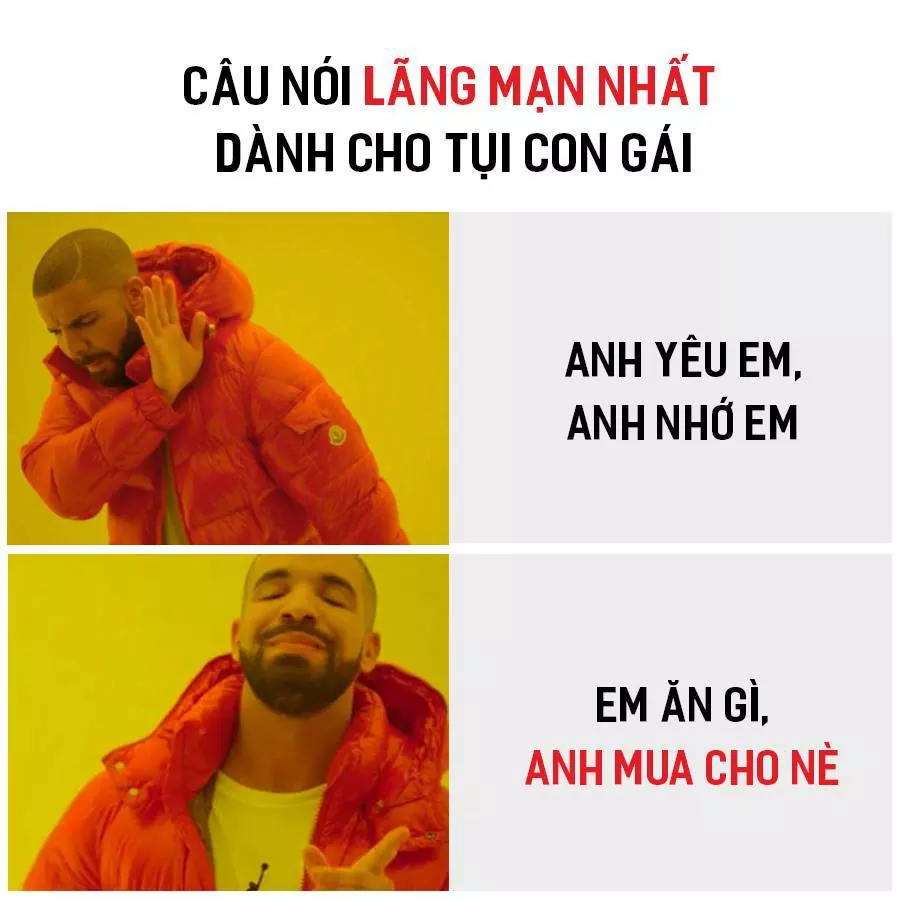 CÂU NÓI LÃNG MẠN NHẤT
DÀNH CHO TỤI CON GÁI
ANH YÊU EM,
ANH NHỚ EM
EM ĂN GÌ,
ANH MUA CHO NÈ